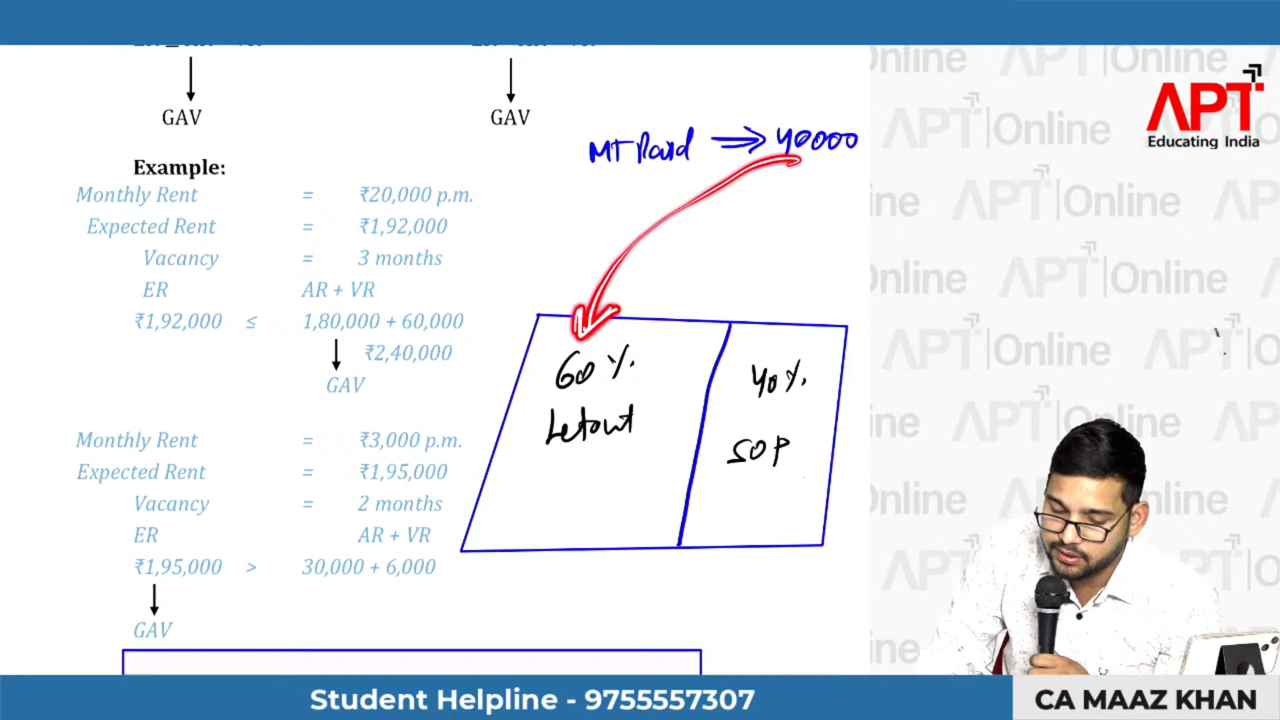 GAV GAV
MT Paid ⇒ 40000
Example:
Monthly Rent = ₹20,000 p.m.
Expected Rent = ₹1,92,000
Vacancy = 3 months
ER AR + VR
₹1,92,000 ≤ 1,80,000 + 60,000
₹2,40,000
GAV
60 %.
Letout
40 %.
SOP
Monthly Rent = ₹3,000 p.m.
Expected Rent = ₹1,95,000
Vacancy = 2 months
ER AR + VR
₹1,95,000 > 30,000 + 6,000
GAV
APT
Educating India
APT Online
Student Helpline - 9755557307
CA MAAZ KHAN